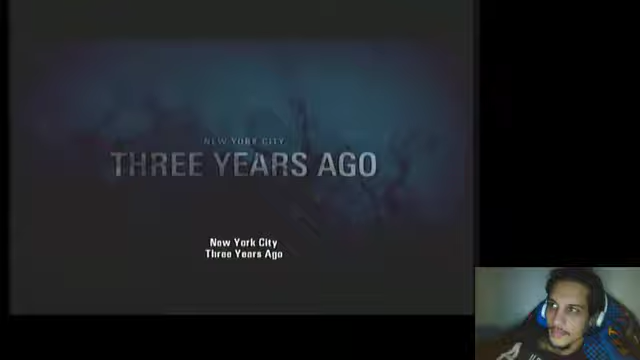 NEW YORK CITY
THREE YEARS AGO
New York City
Three Years Ago